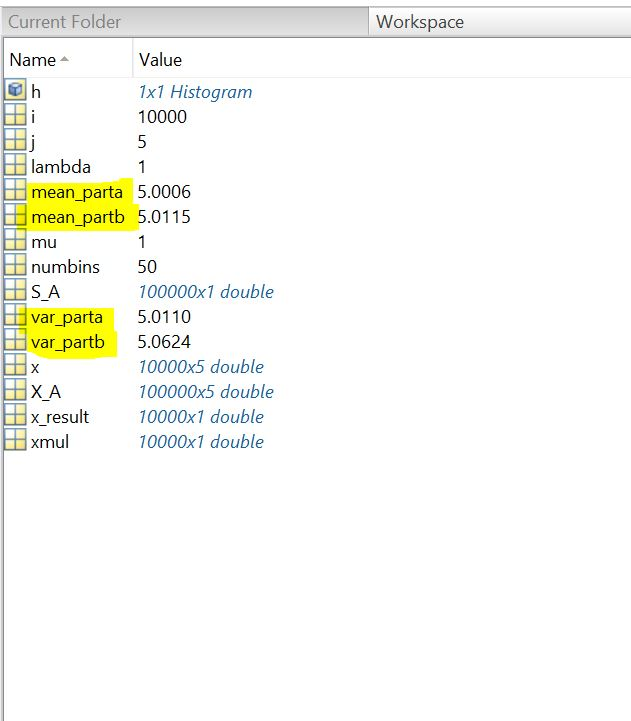 Current Folder Workspace
Name Value
h 1x1 Histogram
i 10000
j 5
lambda 1
mean_parta 5.0006
mean_partb 5.0115
mu 1
numbins 50
S_A 100000x1 double
var_parta 5.0110
var_partb 5.0624
x 10000x5 double
X_A 100000x5 double
x_result 10000x1 double
xmul 10000x1 double